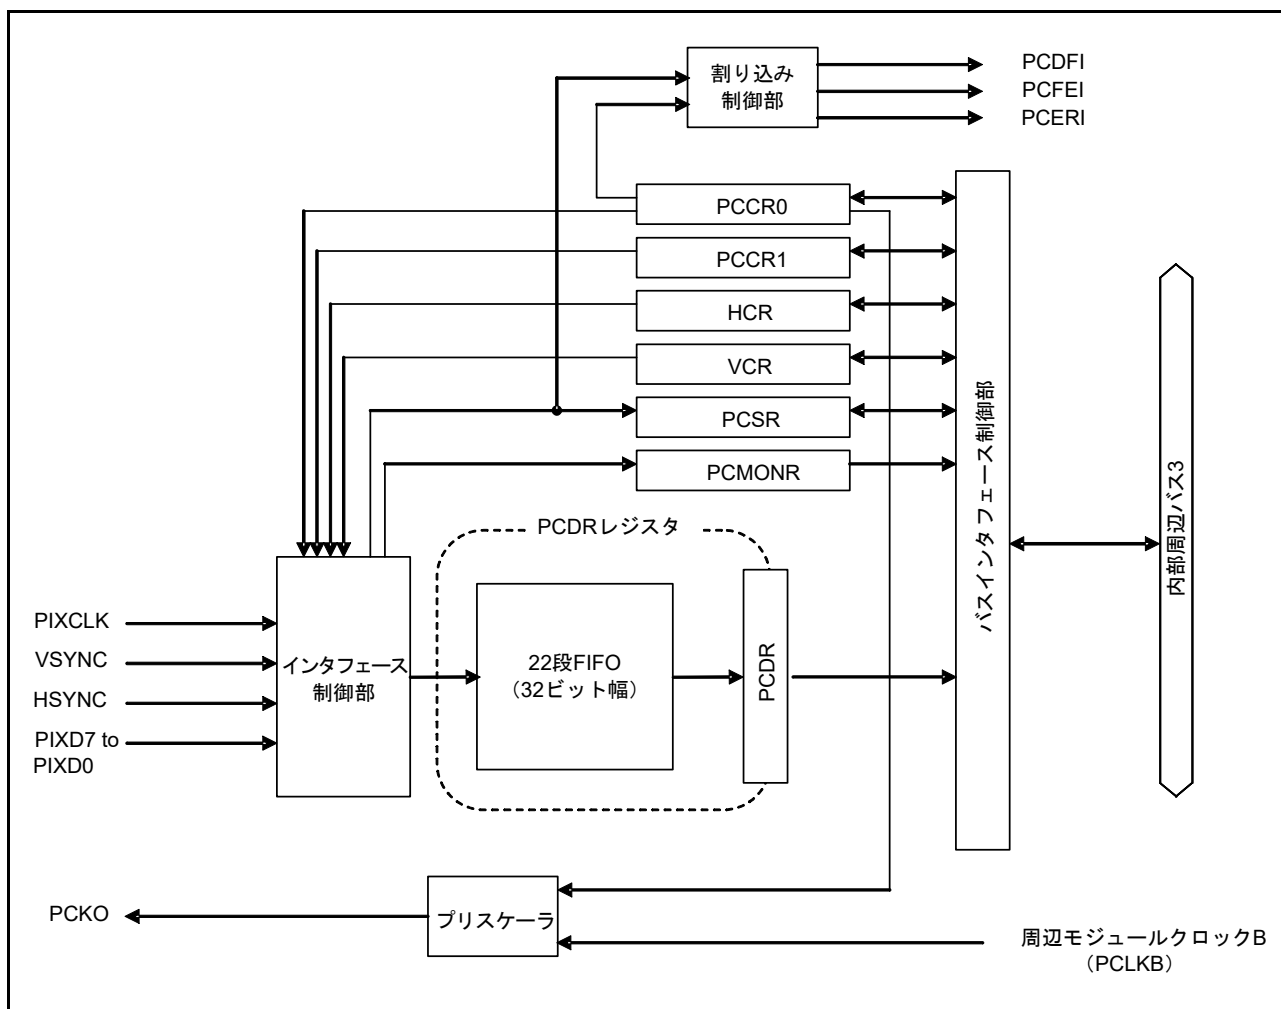 割り込み
制御部
PCDFI
PCFEI
PCERI
PCCR0
PCCR1
HCR
VCR
PCSR
PCMONR
バスインタフェース制御部
内部周辺バス3
PCDRレジスタ
PIXCLK
VSYNC
HSYNC
PIXD7 to
PIXD0
インタフェース
制御部
22段FIFO
（32ビット幅）
PCDR
PCKO
プリスケーラ
周辺モジュールクロックB
（PCLKB）